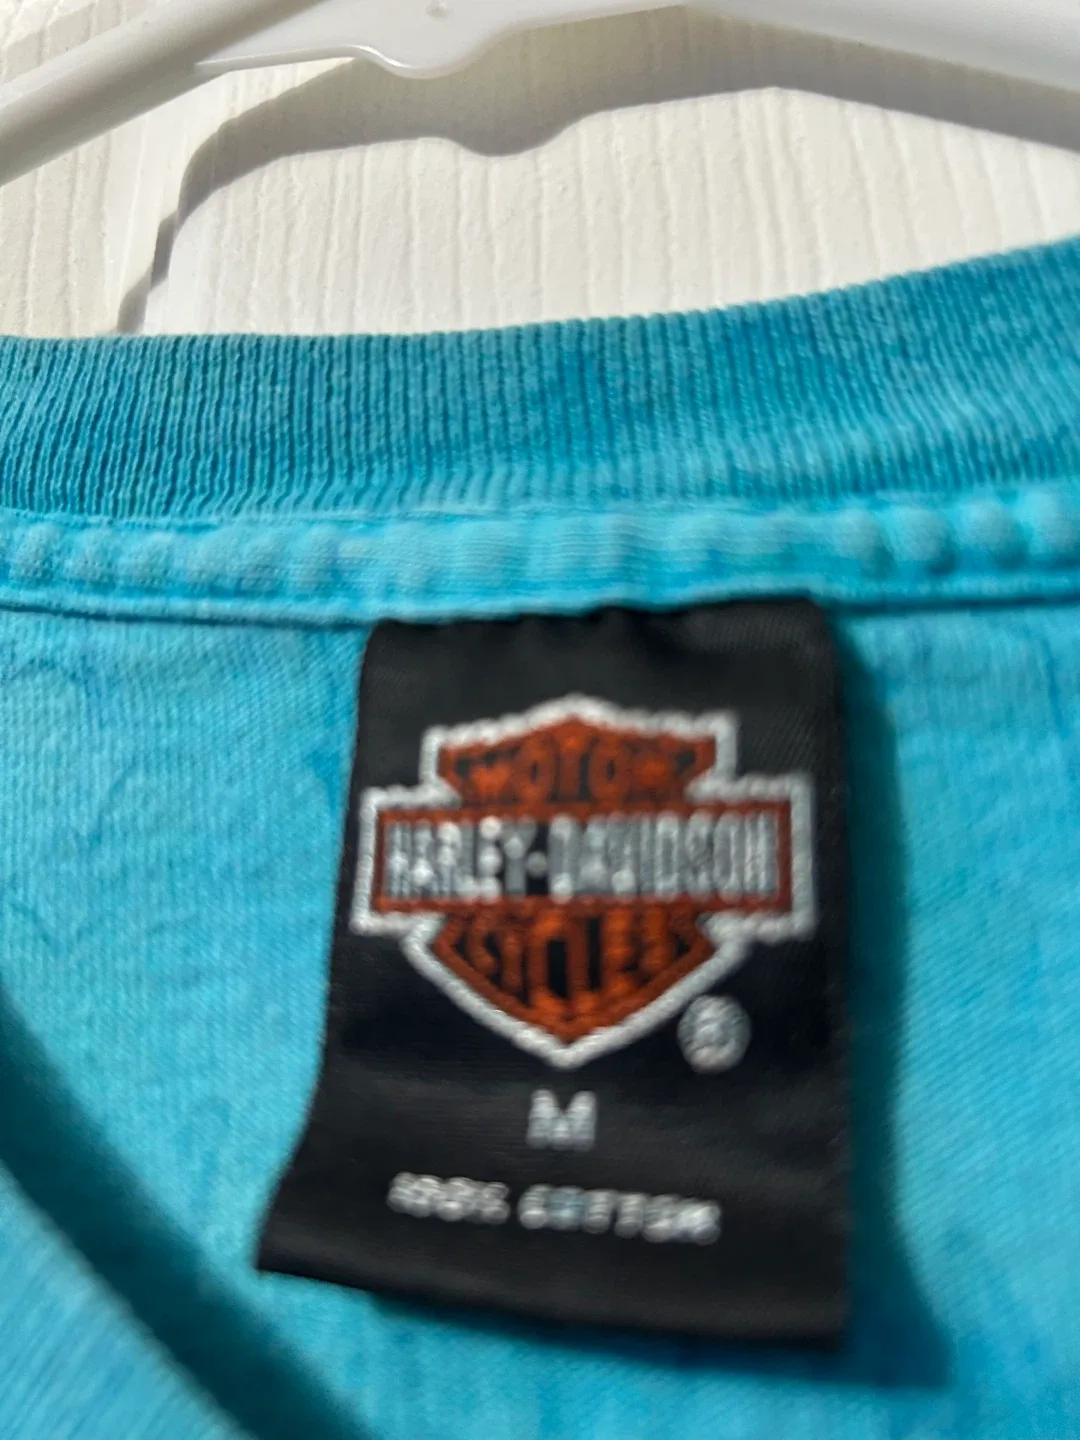 MOTOR
HARLEY-DAVIDSON
CYCLES
®
M
100% COTTON